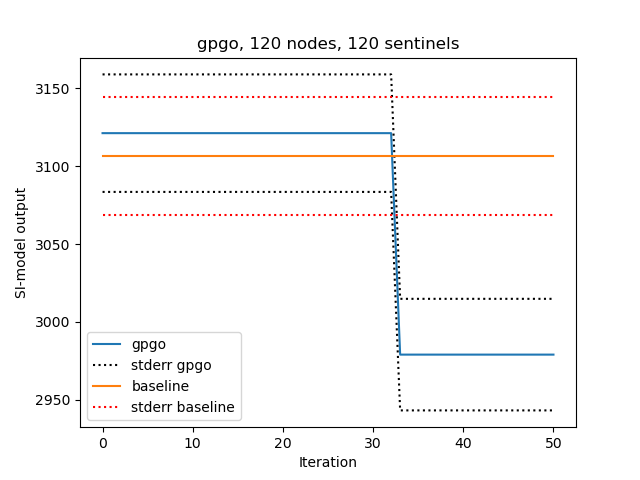 gpgo, 120 nodes, 120 sentinels
SI-model output
3150
3100
3050
3000
2950
gpgo
stderr gpgo
baseline
stderr baseline
0 10 20 30 40 50
Iteration